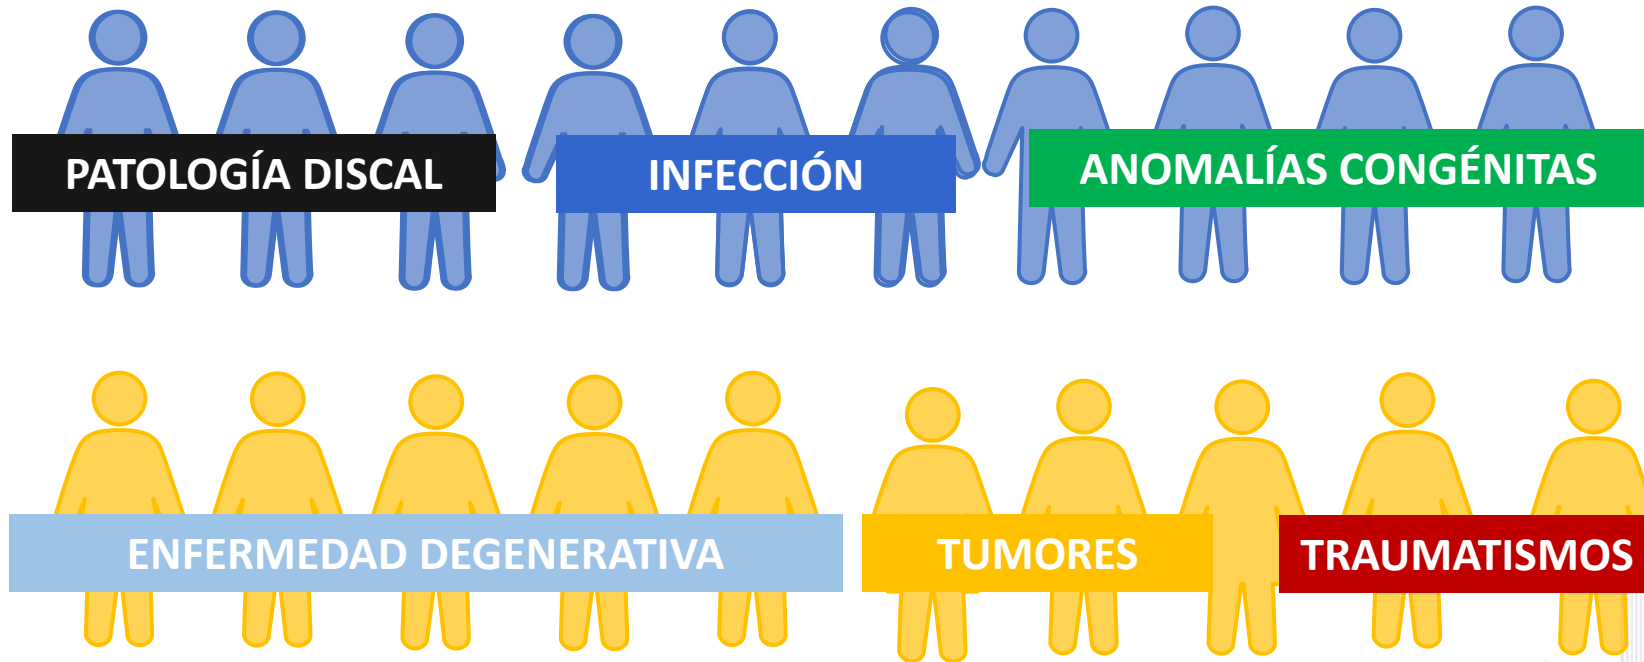 PATOLOGÍA DISCAL
INFECCIÓN
ANOMALÍAS CONGÉNITAS
ENFERMEDAD DEGENERATIVA
TUMORES
TRAUMATISMOS